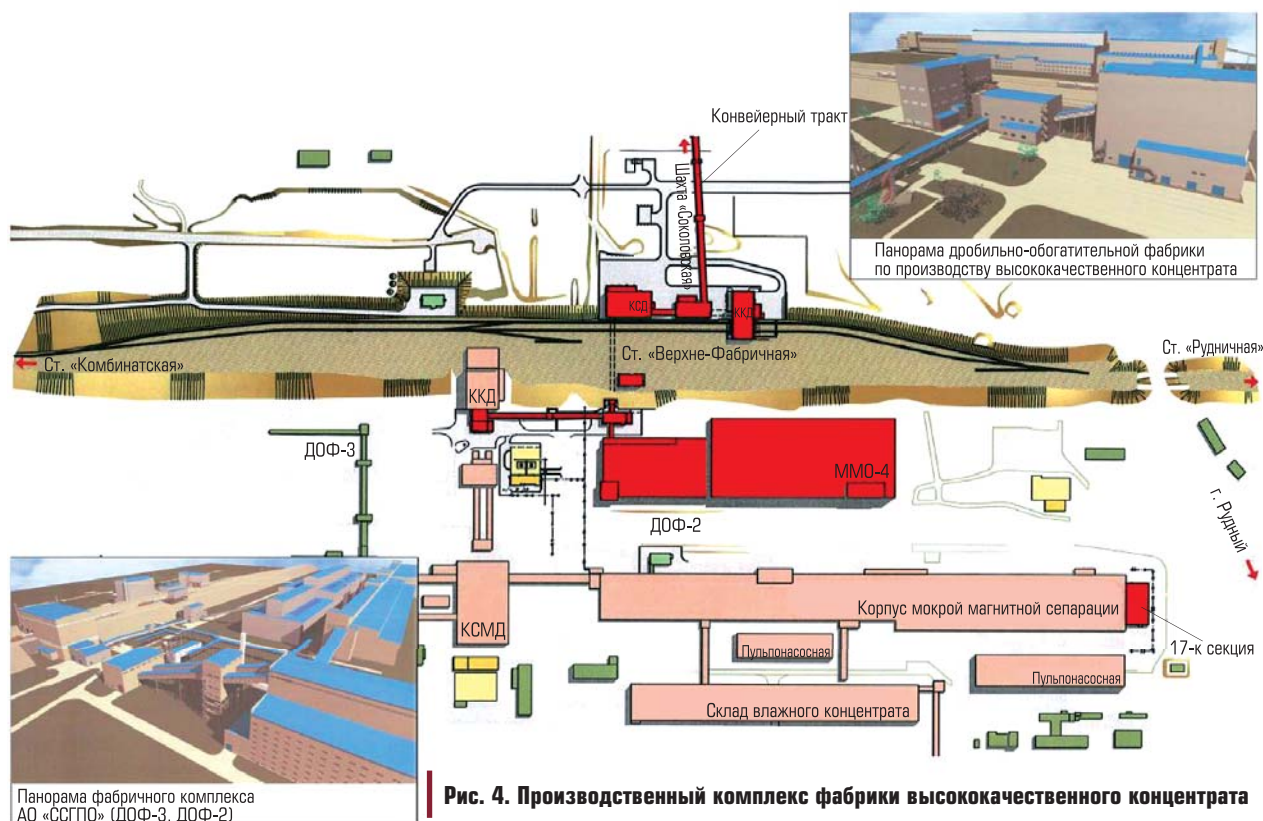 Конвейерный тракт
Шахта «Соколовская»
Панорама дробильно-обогатительной фабрики
по производству высококачественного концентрата
КСД
ККД
Ст. «Комбинатская»
Ст. «Верхне-Фабричная»
Ст. «Рудничная»
ККД
ДОФ-3
ММО-4
ДОФ-2
г. Рудный
КСМД
Корпус мокрой магнитной сепарации
17-к секция
Пульпонасосная
Пульпонасосная
Склад влажного концентрата
Панорама фабричного комплекса
АО «ССГПО» (ДОФ-3, ДОФ-2)
Рис. 4. Производственный комплекс фабрики высококачественного концентрата